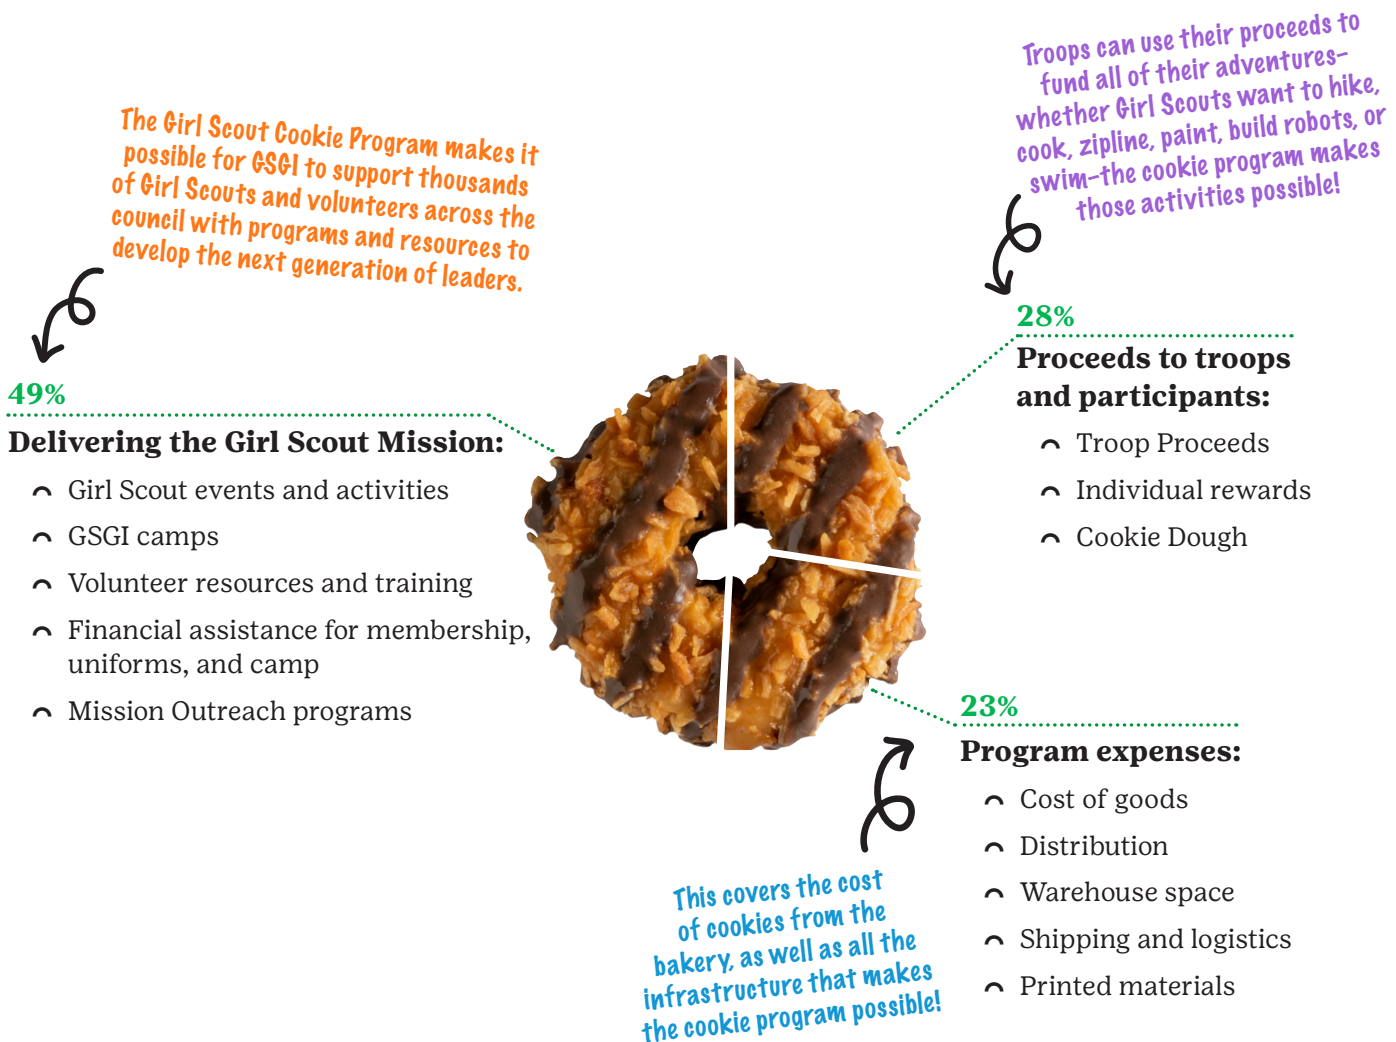 The Girl Scout Cookie Program makes it
possible for GSGI to support thousands
of Girl Scouts and volunteers across the
council with programs and resources to
develop the next generation of leaders.
49%
Delivering the Girl Scout Mission:
Girl Scout events and activities
GSGI camps
Volunteer resources and training
Financial assistance for membership,
uniforms, and camp
Mission Outreach programs
Troops can use their proceeds to
fund all of their adventures–
whether Girl Scouts want to hike,
cook, zipline, paint, build robots, or
swim–the cookie program makes
those activities possible!
28%
Proceeds to troops
and participants:
Troop Proceeds
Individual rewards
Cookie Dough
23%
Program expenses:
Cost of goods
Distribution
Warehouse space
Shipping and logistics
Printed materials
This covers the cost
of cookies from the
bakery, as well as all the
infrastructure that makes
the cookie program possible!